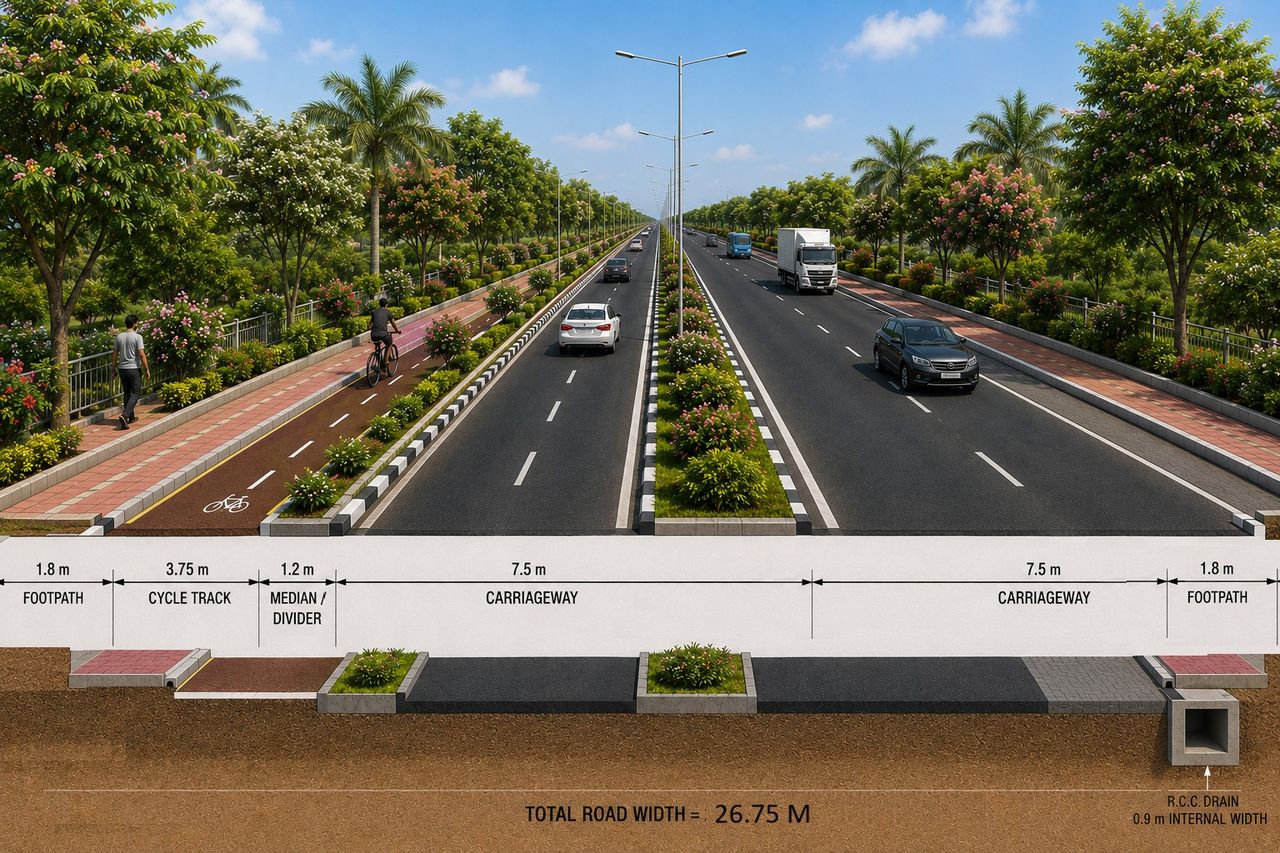 1.8 m
FOOTPATH
3.75 m
CYCLE TRACK
1.2 m
MEDIAN /
DIVIDER
7.5 m
CARRIAGEWAY
7.5 m
CARRIAGEWAY
1.8 m
FOOTPATH
TOTAL ROAD WIDTH = 26.75 M
R.C.C. DRAIN
0.9 m INTERNAL WIDTH